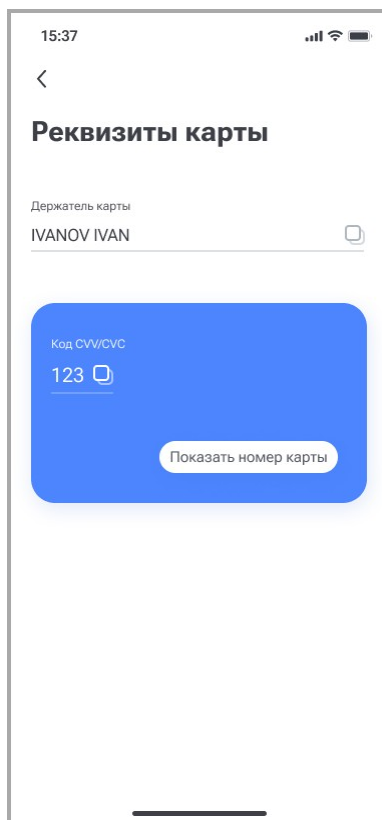 15:37
Реквизиты карты
Держатель карты
IVANOV IVAN
Код CVV/CVC
123
Показать номер карты